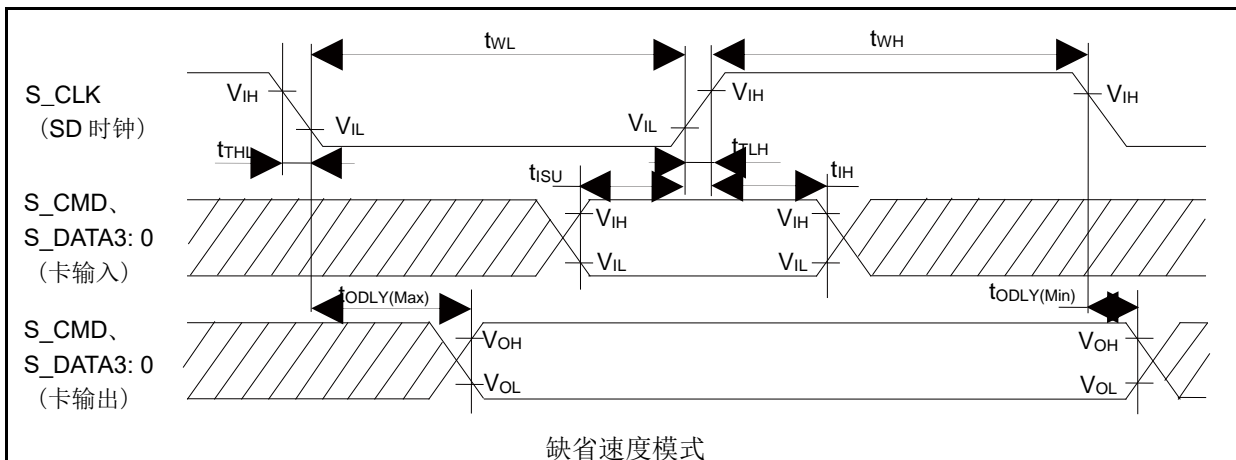 tWL
tWH
S_CLK
（SD 时钟）
VIH
VIL
VIL
VIH
VIH
tTHL
tTLH
tISU
tIH
S_CMD、
S_DATA3: 0
（卡输入）
VIH
VIL
VIH
VIL
tODLY(Max)
tODLY(Min)
S_CMD、
S_DATA3: 0
（卡输出）
VOH
VOL
VOH
VOL
缺省速度模式